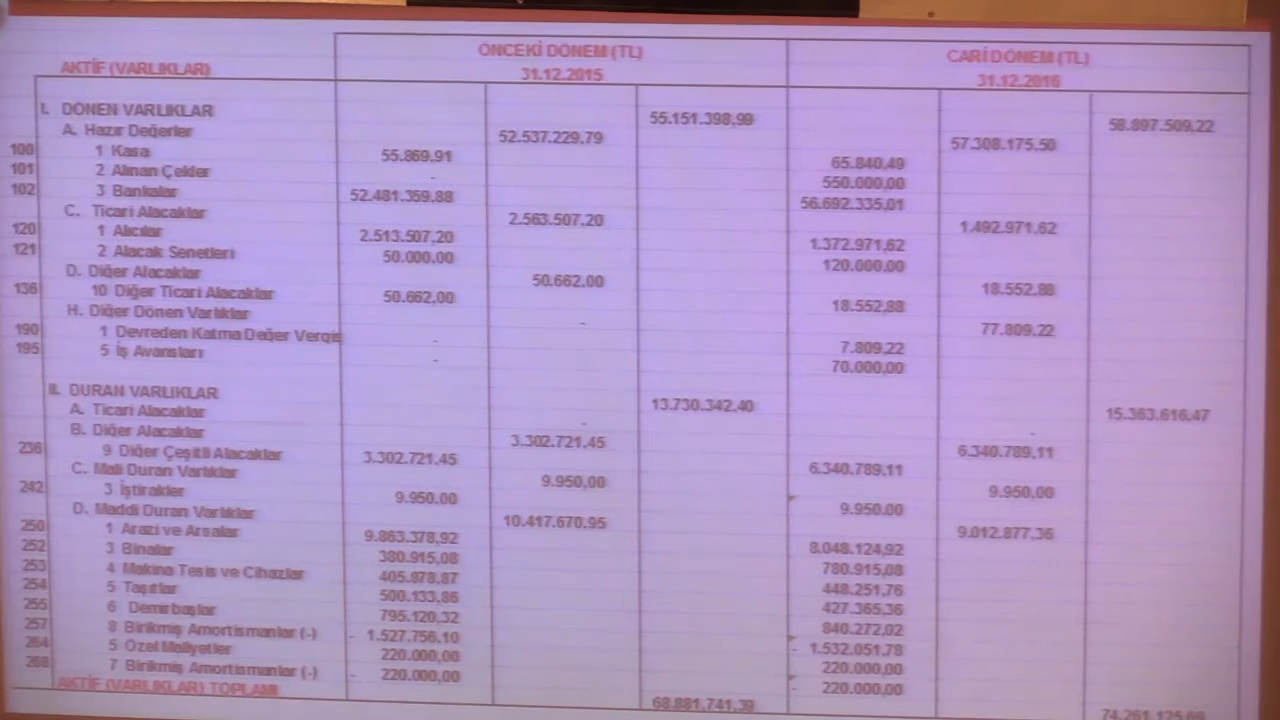 ÖNCEKİ DÖNEM (TL) CARİ DÖNEM (TL)
AKTİF (VARLIKLAR) 31.12.2015 31.12.2016
I. DÖNEN VARLIKLAR 55.151.398,99 58.897.509,22
A. Hazır Değerler 52.537.229,79 57.308.175,50
100 1 Kasa 55.869,91 65.840,49
101 2 Alınan Çekler - 550.000,00
102 3 Bankalar 52.481.359,88 56.692.335,01
C. Ticari Alacaklar 2.563.507,20 1.492.971,62
120 1 Alıcılar 2.513.507,20 1.372.971,62
121 2 Alacak Senetleri 50.000,00 120.000,00
D. Diğer Alacaklar 50.662,00 18.552,88
136 10 Diğer Ticari Alacaklar 50.662,00 18.552,88
H. Diğer Dönen Varlıklar - 77.809,22
190 1 Devreden Katma Değer Vergis - 7.809,22
195 5 İş Avansları - 70.000,00
II. DURAN VARLIKLAR 13.730.342,40 15.363.616,47
A. Ticari Alacaklar - -
B. Diğer Alacaklar 3.302.721,45 6.340.789,11
236 9 Diğer Çeşitli Alacaklar 3.302.721,45 6.340.789,11
C. Mali Duran Varlıklar 9.950,00 9.950,00
242 3 İştirakler 9.950,00 9.950,00
D. Maddi Duran Varlıklar 10.417.670,95 9.012.877,36
250 1 Arazi ve Arsalar 9.863.378,92 8.048.124,92
252 3 Binalar 380.915,08 780.915,08
253 4 Makina Tesis ve Cihazlar 405.878,87 448.251,76
254 5 Taşıtlar 500.133,86 427.365,36
255 6 Demirbaşlar 795.120,32 840.272,02
257 8 Birikmiş Amortismanlar (-) - 1.527.756,10 - 1.532.051,78
264 5 Özel Maliyetler 220.000,00 220.000,00
268 7 Birikmiş Amortismanlar (-) - 220.000,00 - 220.000,00
AKTİF (VARLIKLAR) TOPLAMI 68.881.741,39